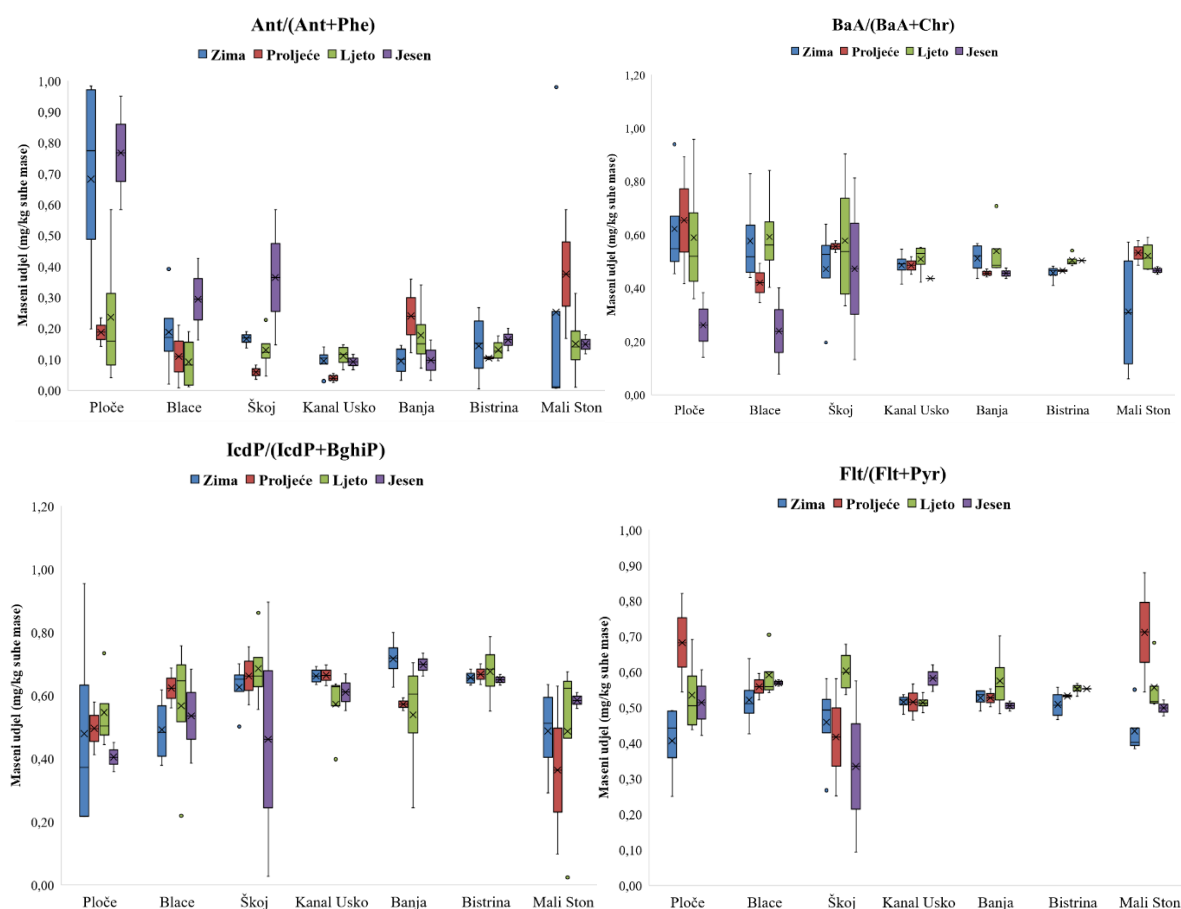 Ant/(Ant+Phe)
Zima Proljeće Ljeto Jesen
Maseni udjel (mg/kg suhe mase)
1,00
0,90
0,80
0,70
0,60
0,50
0,40
0,30
0,20
0,10
0,00
Ploče Blace Škoj Kanal Usko Banja Bistrina Mali Ston
BaA/(BaA+Chr)
Zima Proljeće Ljeto Jesen
Maseni udjel (mg/kg suhe mase)
1,20
1,00
0,80
0,60
0,40
0,20
0,00
Ploče Blace Škoj Kanal Usko Banja Bistrina Mali Ston
IcdP/(IcdP+BghiP)
Zima Proljeće Ljeto Jesen
Maseni udjel (mg/kg suhe mase)
1,20
1,00
0,80
0,60
0,40
0,20
0,00
Ploče Blace Škoj Kanal Usko Banja Bistrina Mali Ston
Flt/(Flt+Pyr)
Zima Proljeće Ljeto Jesen
Maseni udjel (mg/kg suhe mase)
1,00
0,90
0,80
0,70
0,60
0,50
0,40
0,30
0,20
0,10
0,00
Ploče Blace Škoj Kanal Usko Banja Bistrina Mali Ston